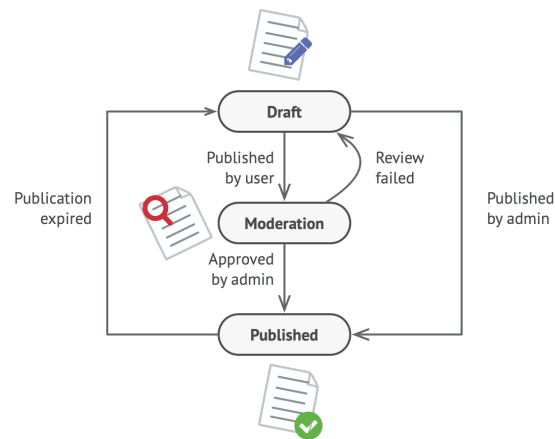 Draft
Published
by user
Review
failed
Publication
expired
Published
by admin
Moderation
Approved
by admin
Published